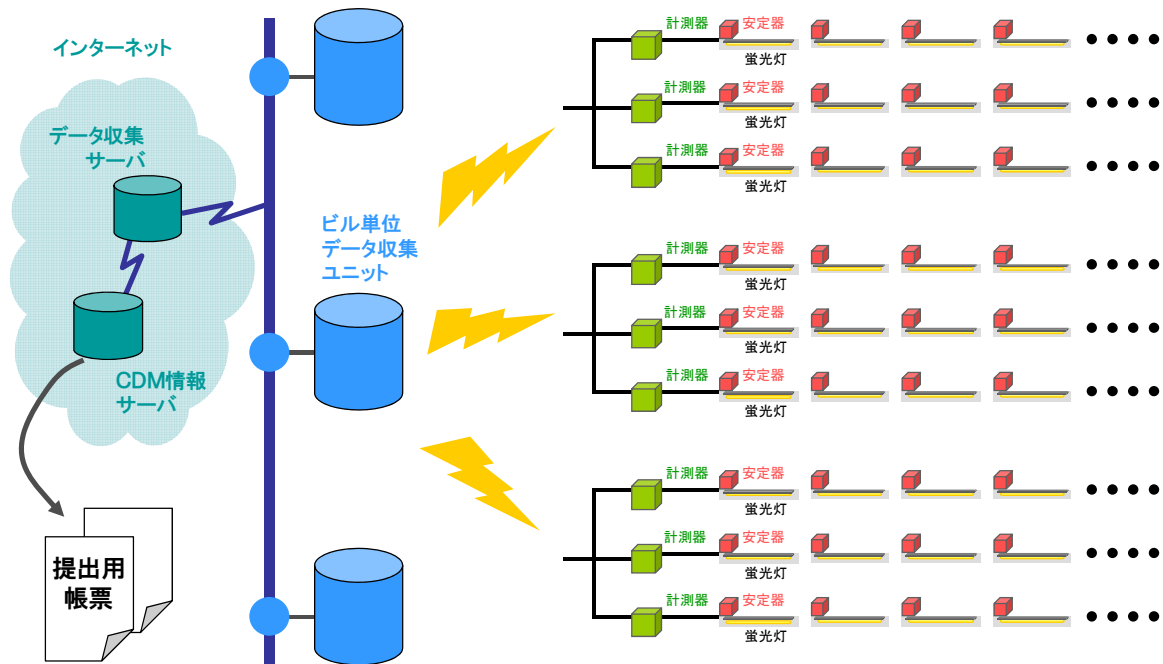 インターネット
データ収集
サーバ
CDM情報
サーバ
提出用
帳票
ビル単位
データ収集
ユニット
計測器 安定器
蛍光灯
計測器 安定器
蛍光灯
計測器 安定器
蛍光灯
計測器 安定器
蛍光灯
計測器 安定器
蛍光灯
計測器 安定器
蛍光灯
計測器 安定器
蛍光灯
計測器 安定器
蛍光灯
計測器 安定器
蛍光灯